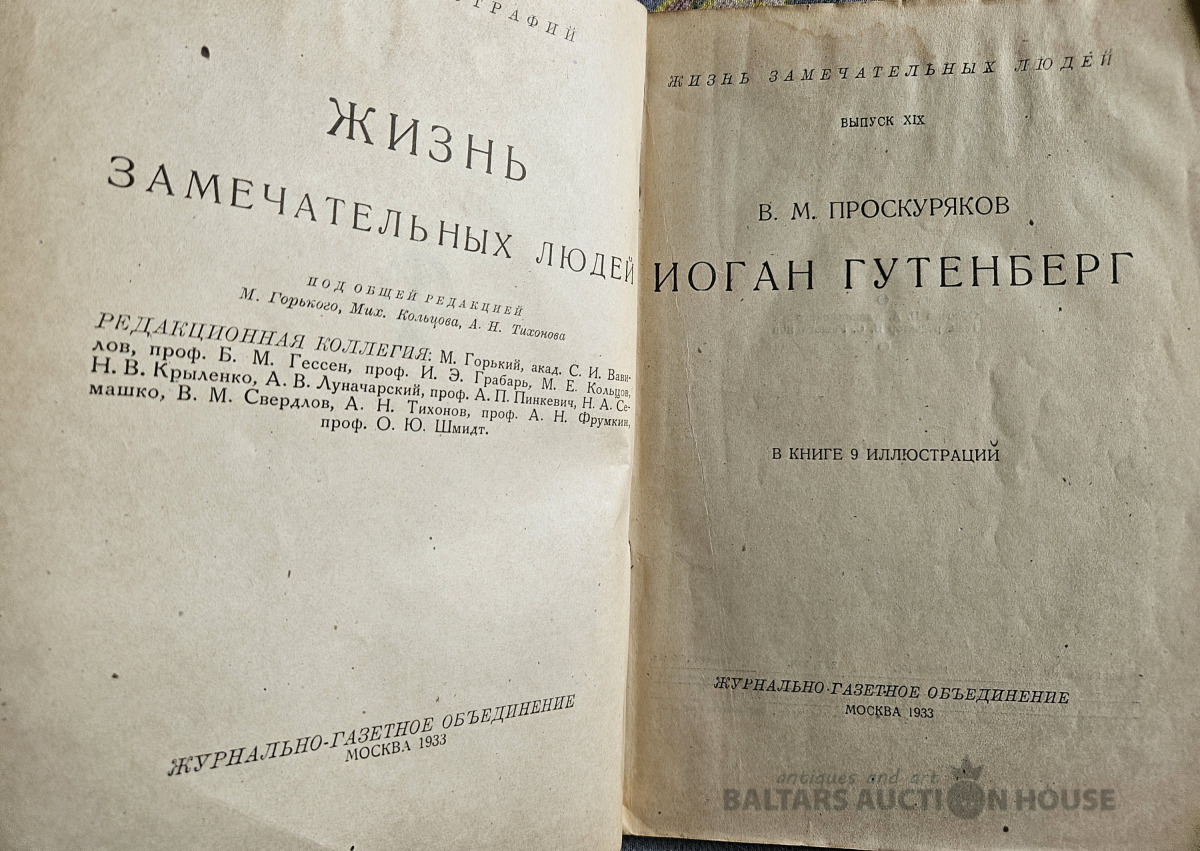 ЖИЗНЬ
ЗАМЕЧАТЕЛЬНЫХ ЛЮДЕЙ
ПОД ОБЩЕЙ РЕДАКЦИЕЙ
М. Горького, Мих. Кольцова, А. Н. Тихонова
РЕДАКЦИОННАЯ КОЛЛЕГИЯ: М. Горький, акад. С. И. Вави-
лов, проф. Б. М. Гессен, проф. И. Э. Грабарь, М. Е. Кольцов,
Н. В. Крыленко, А. В. Луначарский, проф. А. П. Пинкевич, Н. А. Се-
машко, В. М. Свердлов, А. Н. Тихонов, проф. А. Н. Фрумкин,
проф. О. Ю. Шмидт.
ЖУРНАЛЬНО-ГАЗЕТНОЕ ОБЪЕДИНЕНИЕ
МОСКВА 1933
ЖИЗНЬ ЗАМЕЧАТЕЛЬНЫХ ЛЮДЕЙ
ВЫПУСК XIX
В. М. ПРОСКУРЯКОВ
ИОГАН ГУТЕНБЕРГ
В КНИГЕ 9 ИЛЛЮСТРАЦИЙ
ЖУРНАЛЬНО-ГАЗЕТНОЕ ОБЪЕДИНЕНИЕ
МОСКВА 1933
antiques and art
BALTARS AUCTION HOUSE